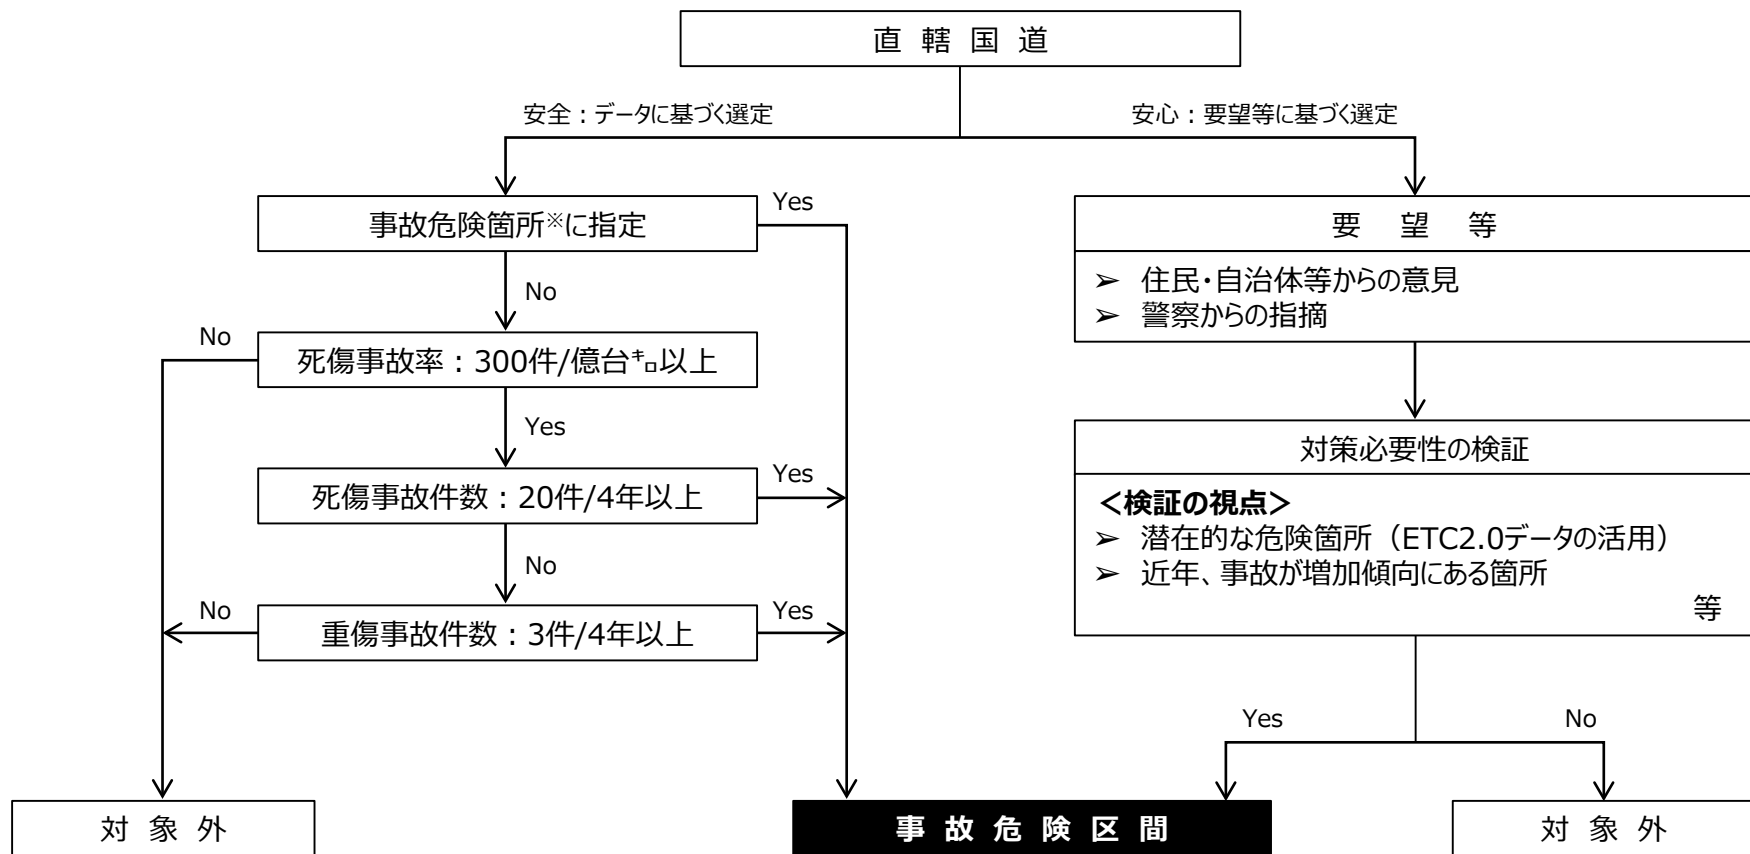 直轄国道
安全：データに基づく選定
安心：要望等に基づく選定
事故危険箇所※に指定
Yes
No
死傷事故率：300件/億台㌔以上
No
Yes
死傷事故件数：20件/4年以上
Yes
No
重傷事故件数：3件/4年以上
No
Yes
要望等
➢ 住民・自治体等からの意見
➢ 警察からの指摘
対策必要性の検証
＜検証の視点＞
➢ 潜在的な危険箇所（ETC2.0データの活用）
➢ 近年、事故が増加傾向にある箇所
等
Yes
No
対象外
事故危険区間
対象外